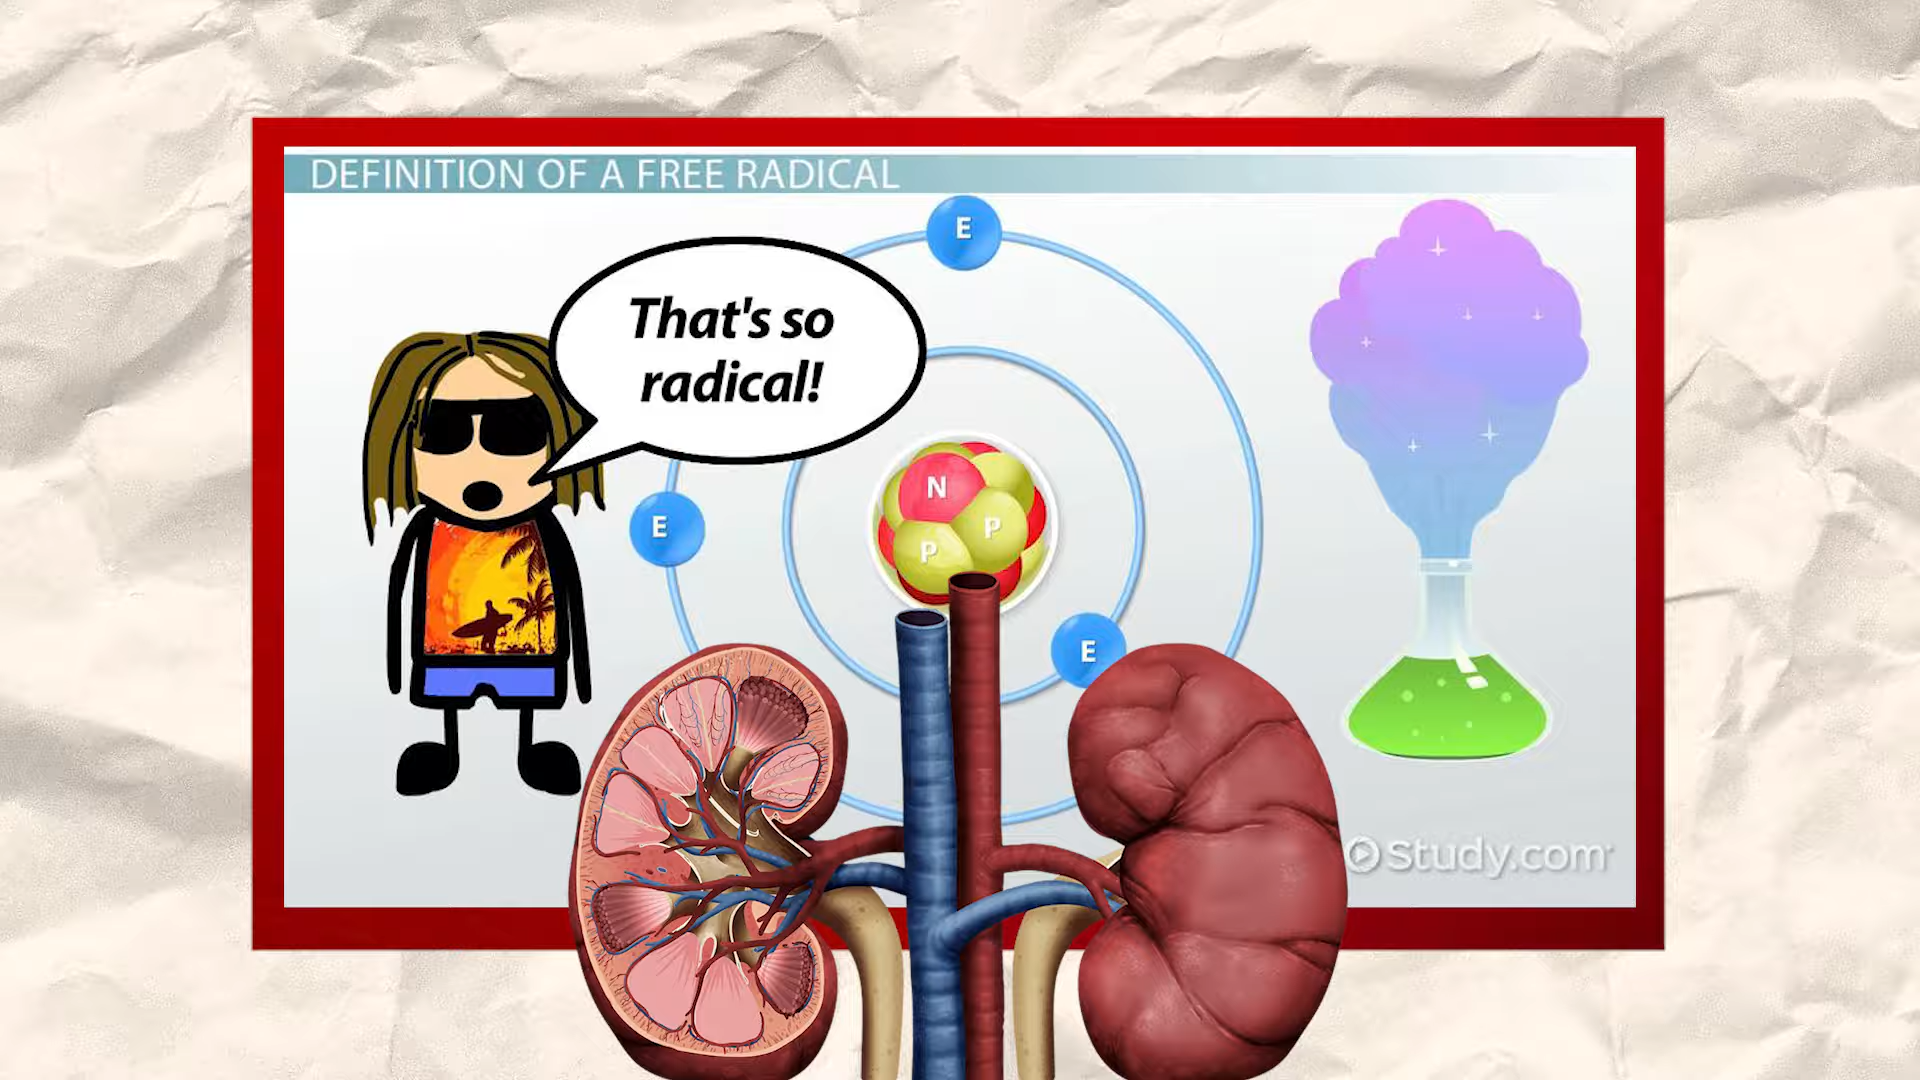 DEFINITION OF A FREE RADICAL
E
That's so
radical!
N
E
P
P
E
Study.com